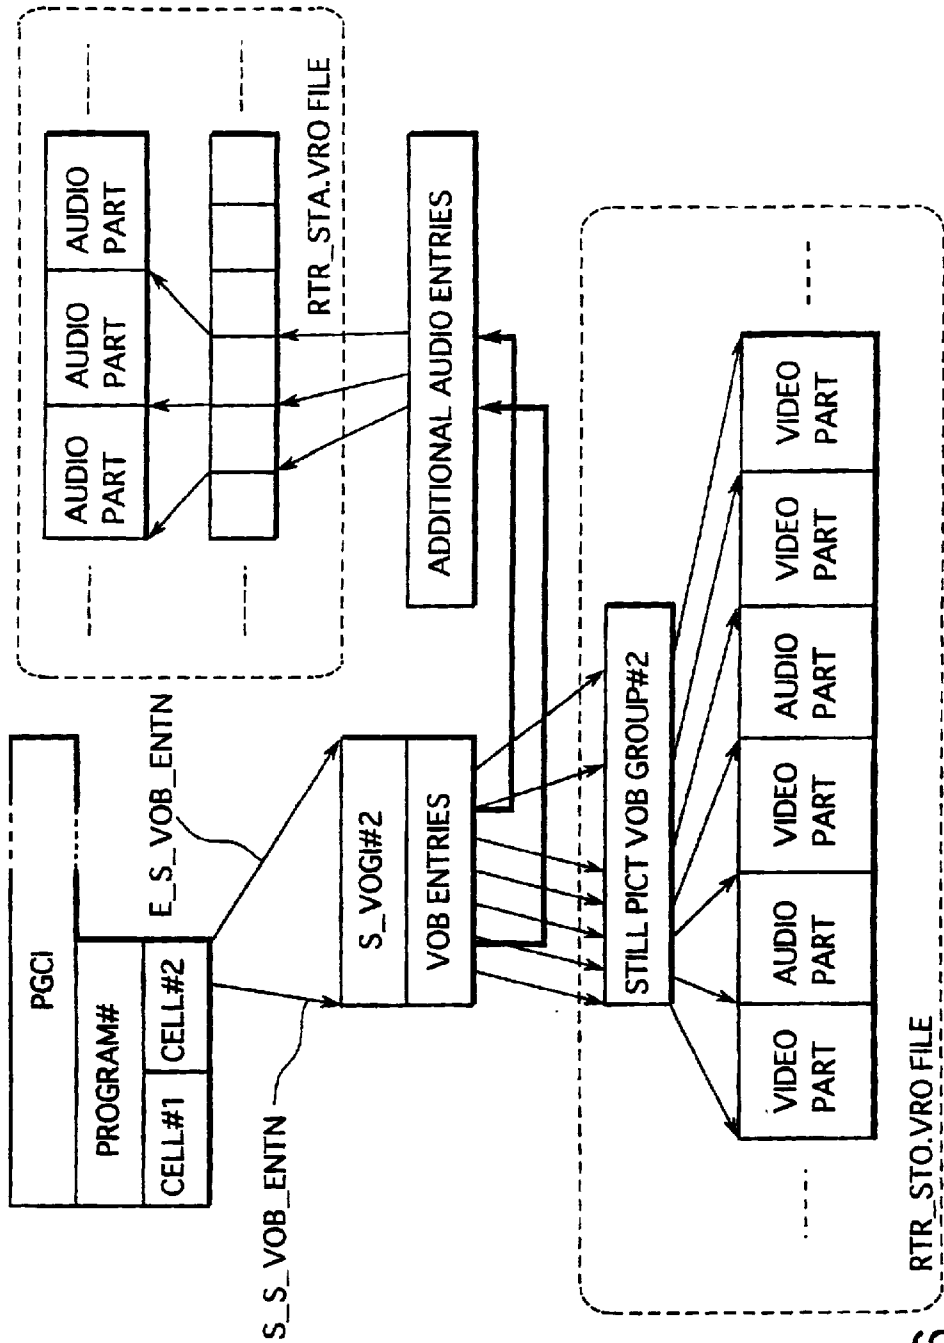 PGCI
PROGRAM#
CELL#1
CELL#2
S_S_VOB_ENTN
E_S_VOB_ENTN
S_VOGI#2
VOB ENTRIES
AUDIO
PART
AUDIO
PART
AUDIO
PART
RTR_STA.VRO FILE
ADDITIONAL AUDIO ENTRIES
STILL PICT VOB GROUP#2
VIDEO
PART
AUDIO
PART
VIDEO
PART
AUDIO
PART
VIDEO
PART
VIDEO
PART
RTR_STO.VRO FILE